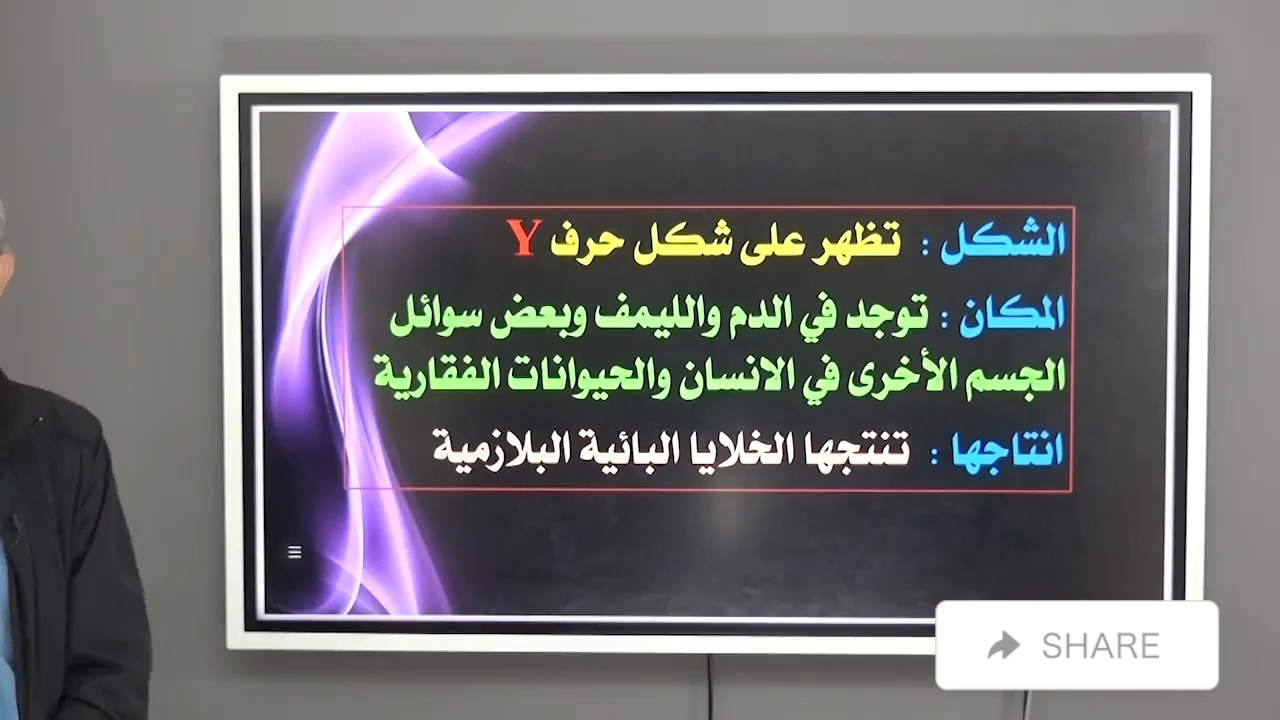 الشكل : تظهر على شكل حرف Y
المكان : توجد في الدم والليمف وبعض سوائل
الجسم الأخرى في الانسان والحيوانات الفقارية
انتاجها : تنتجها الخلايا البائية البلازمية
SHARE